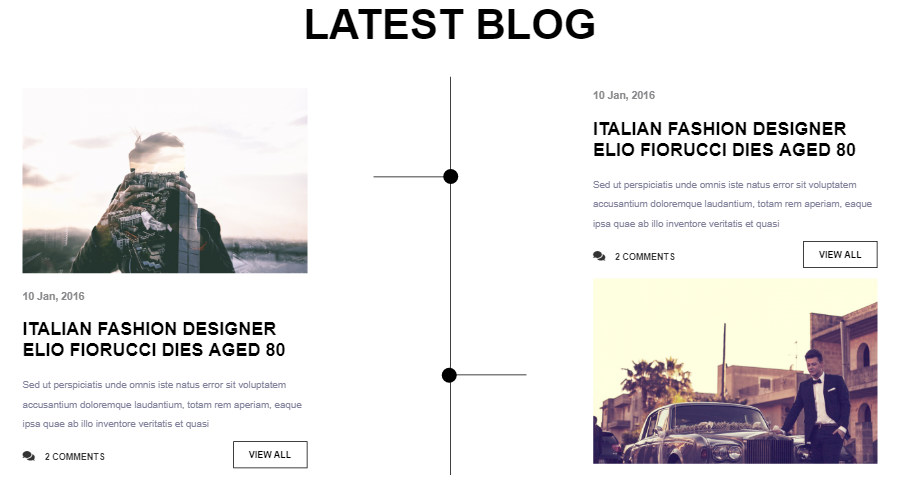 LATEST BLOG
10 Jan, 2016
ITALIAN FASHION DESIGNER
ELIO FIORUCCI DIES AGED 80
Sed ut perspiciatis unde omnis iste natus error sit voluptatem
accusantium doloremque laudantium, totam rem aperiam, eaque
ipsa quae ab illo inventore veritatis et quasi
2 COMMENTS
VIEW ALL
10 Jan, 2016
ITALIAN FASHION DESIGNER
ELIO FIORUCCI DIES AGED 80
Sed ut perspiciatis unde omnis iste natus error sit voluptatem
accusantium doloremque laudantium, totam rem aperiam, eaque
ipsa quae ab illo inventore veritatis et quasi
2 COMMENTS
VIEW ALL